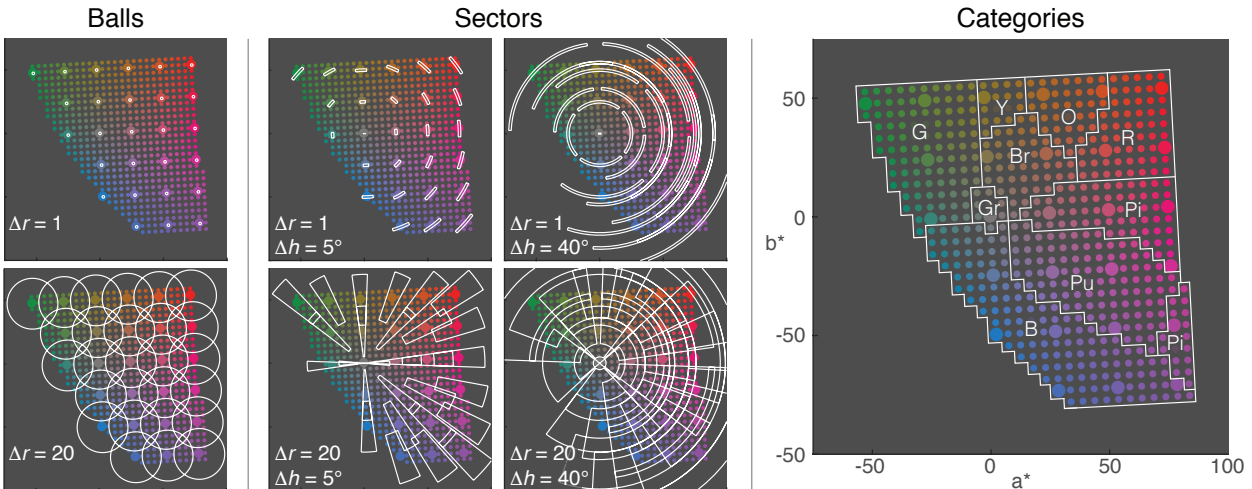 Balls
Sectors
Categories
Δr = 1
Δr = 1
Δh = 5°
Δr = 1
Δh = 40°
Δr = 20
Δr = 20
Δh = 5°
Δr = 20
Δh = 40°
50
0
b*
-50
-50
-50
0
50
100
a*
G
Y
O
Br
R
Gr
Pi
Pu
B
Pi